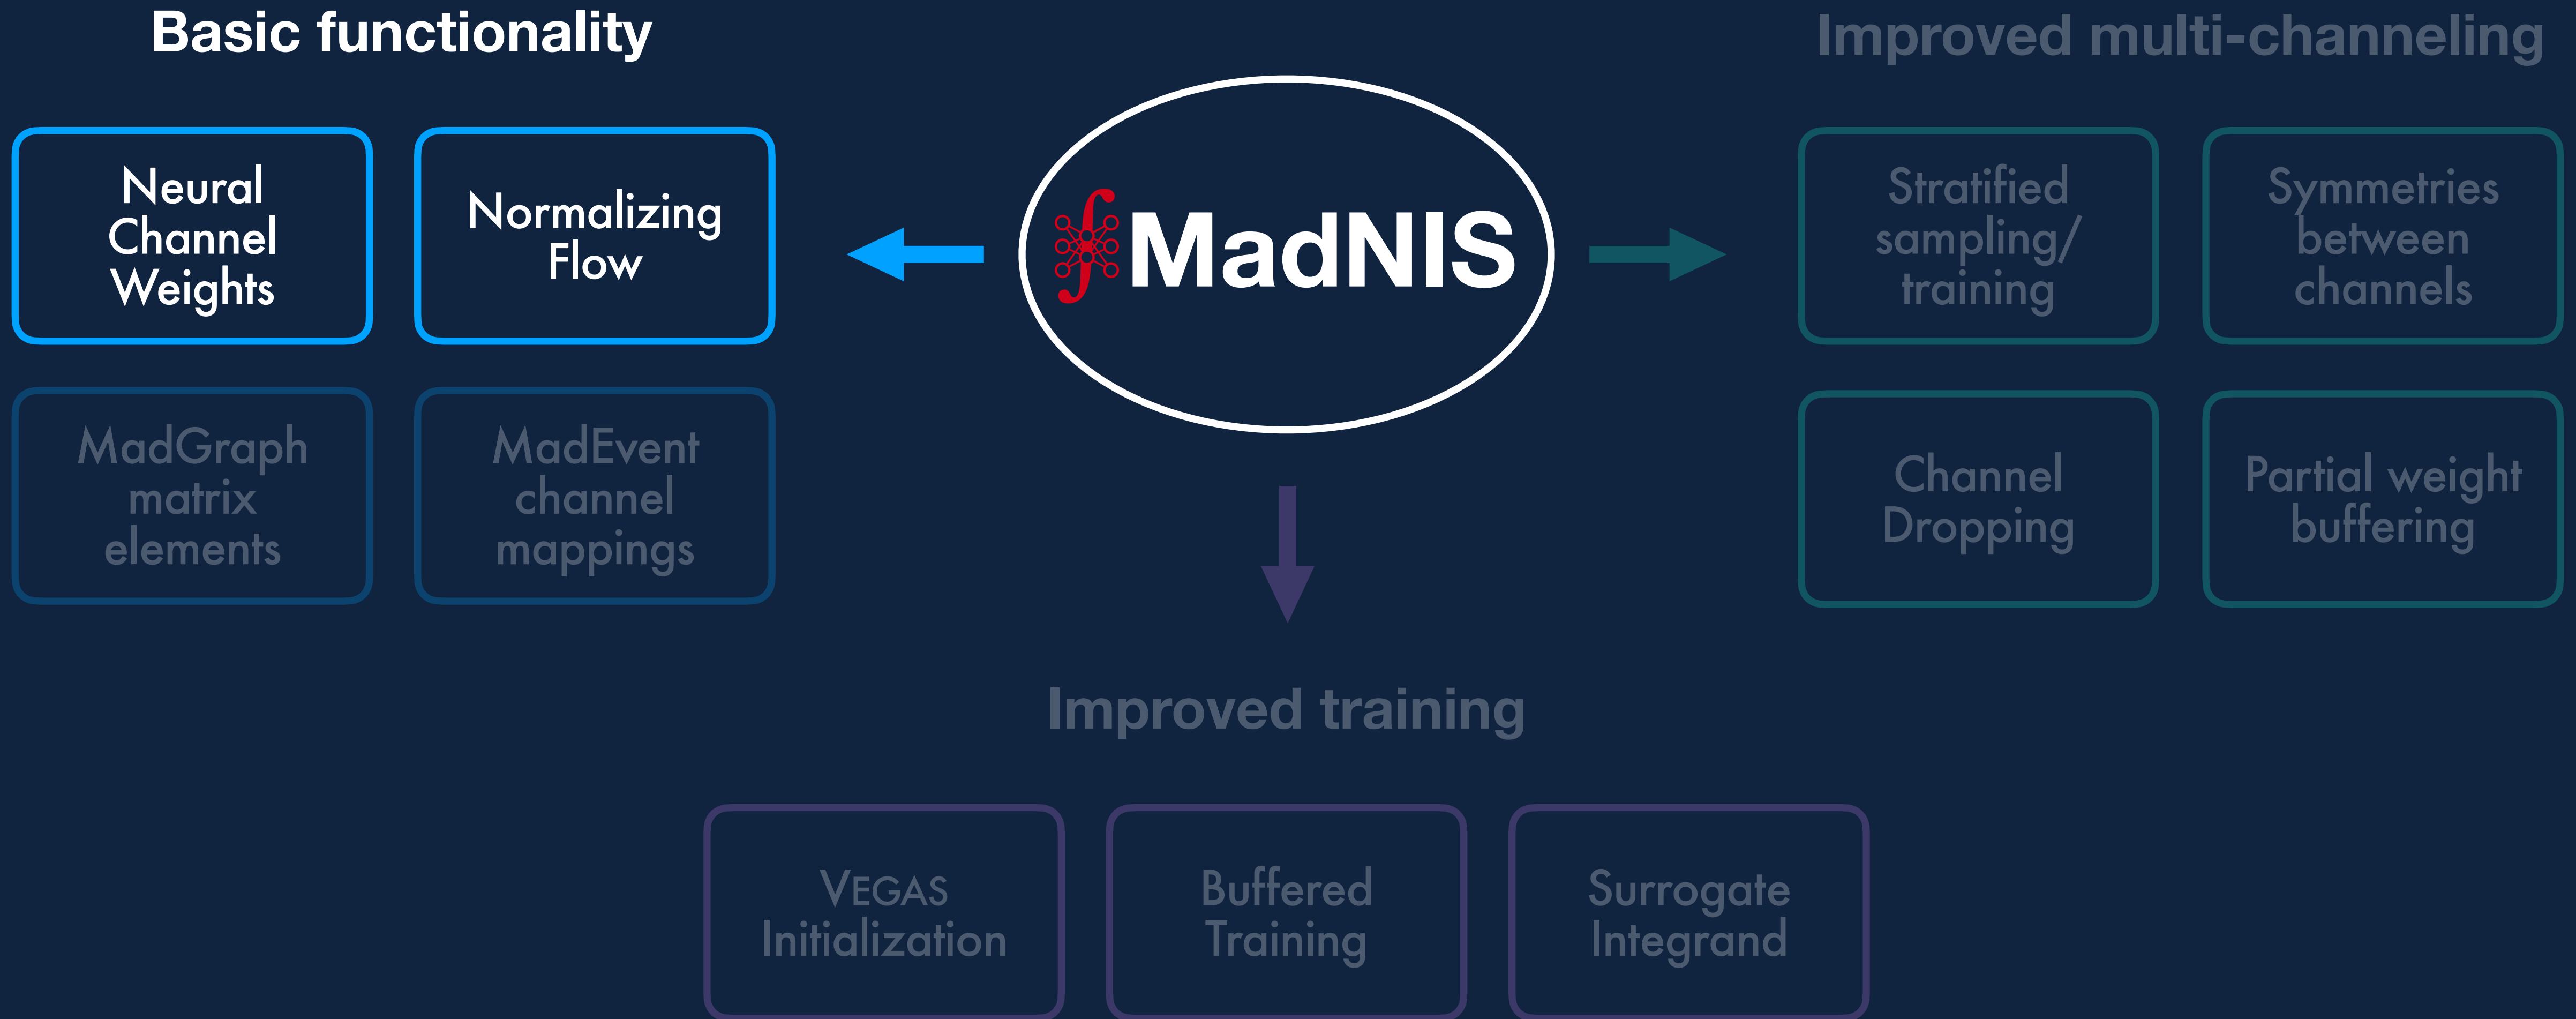 Basic functionality
Neural
Channel
Weights
Normalizing
Flow
MadGraph
matrix
elements
MadEvent
channel
mappings
MadNIS
Improved multi-channeling
Stratified
sampling/
training
Symmetries
between
channels
Channel
Dropping
Partial weight
buffering
Improved training
VEGAS
Initialization
Buffered
Training
Surrogate
Integrand